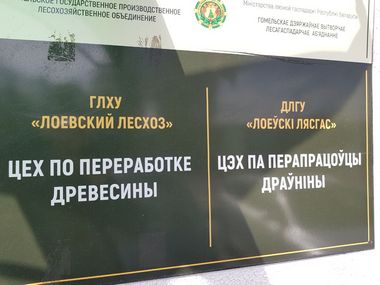 ГОСУДАРСТВЕННОЕ ПРОИЗВОДСТВЕННОЕ
ЛЕСОХОЗЯЙСТВЕННОЕ ОБЪЕДИНЕНИЕ
Міністэрства лясной гаспадаркі Рэспублікі Беларусь
ГОМЕЛЬСКАЕ ДЗЯРЖАЎНАЕ ВЫТВОРЧАЕ
ЛЕСАГАСПАДАРЧАЕ АБ'ЯДНАННЕ
ГЛХУ
«ЛОЕВСКИЙ ЛЕСХОЗ»
ЦЕХ ПО ПЕРЕРАБОТКЕ
ДРЕВЕСИНЫ
ДЛГУ
«ЛОЕЎСКІ ЛЯСГАС»
ЦЭХ ПА ПЕРАПРАЦОЎЦЫ
ДРАЎНІНЫ